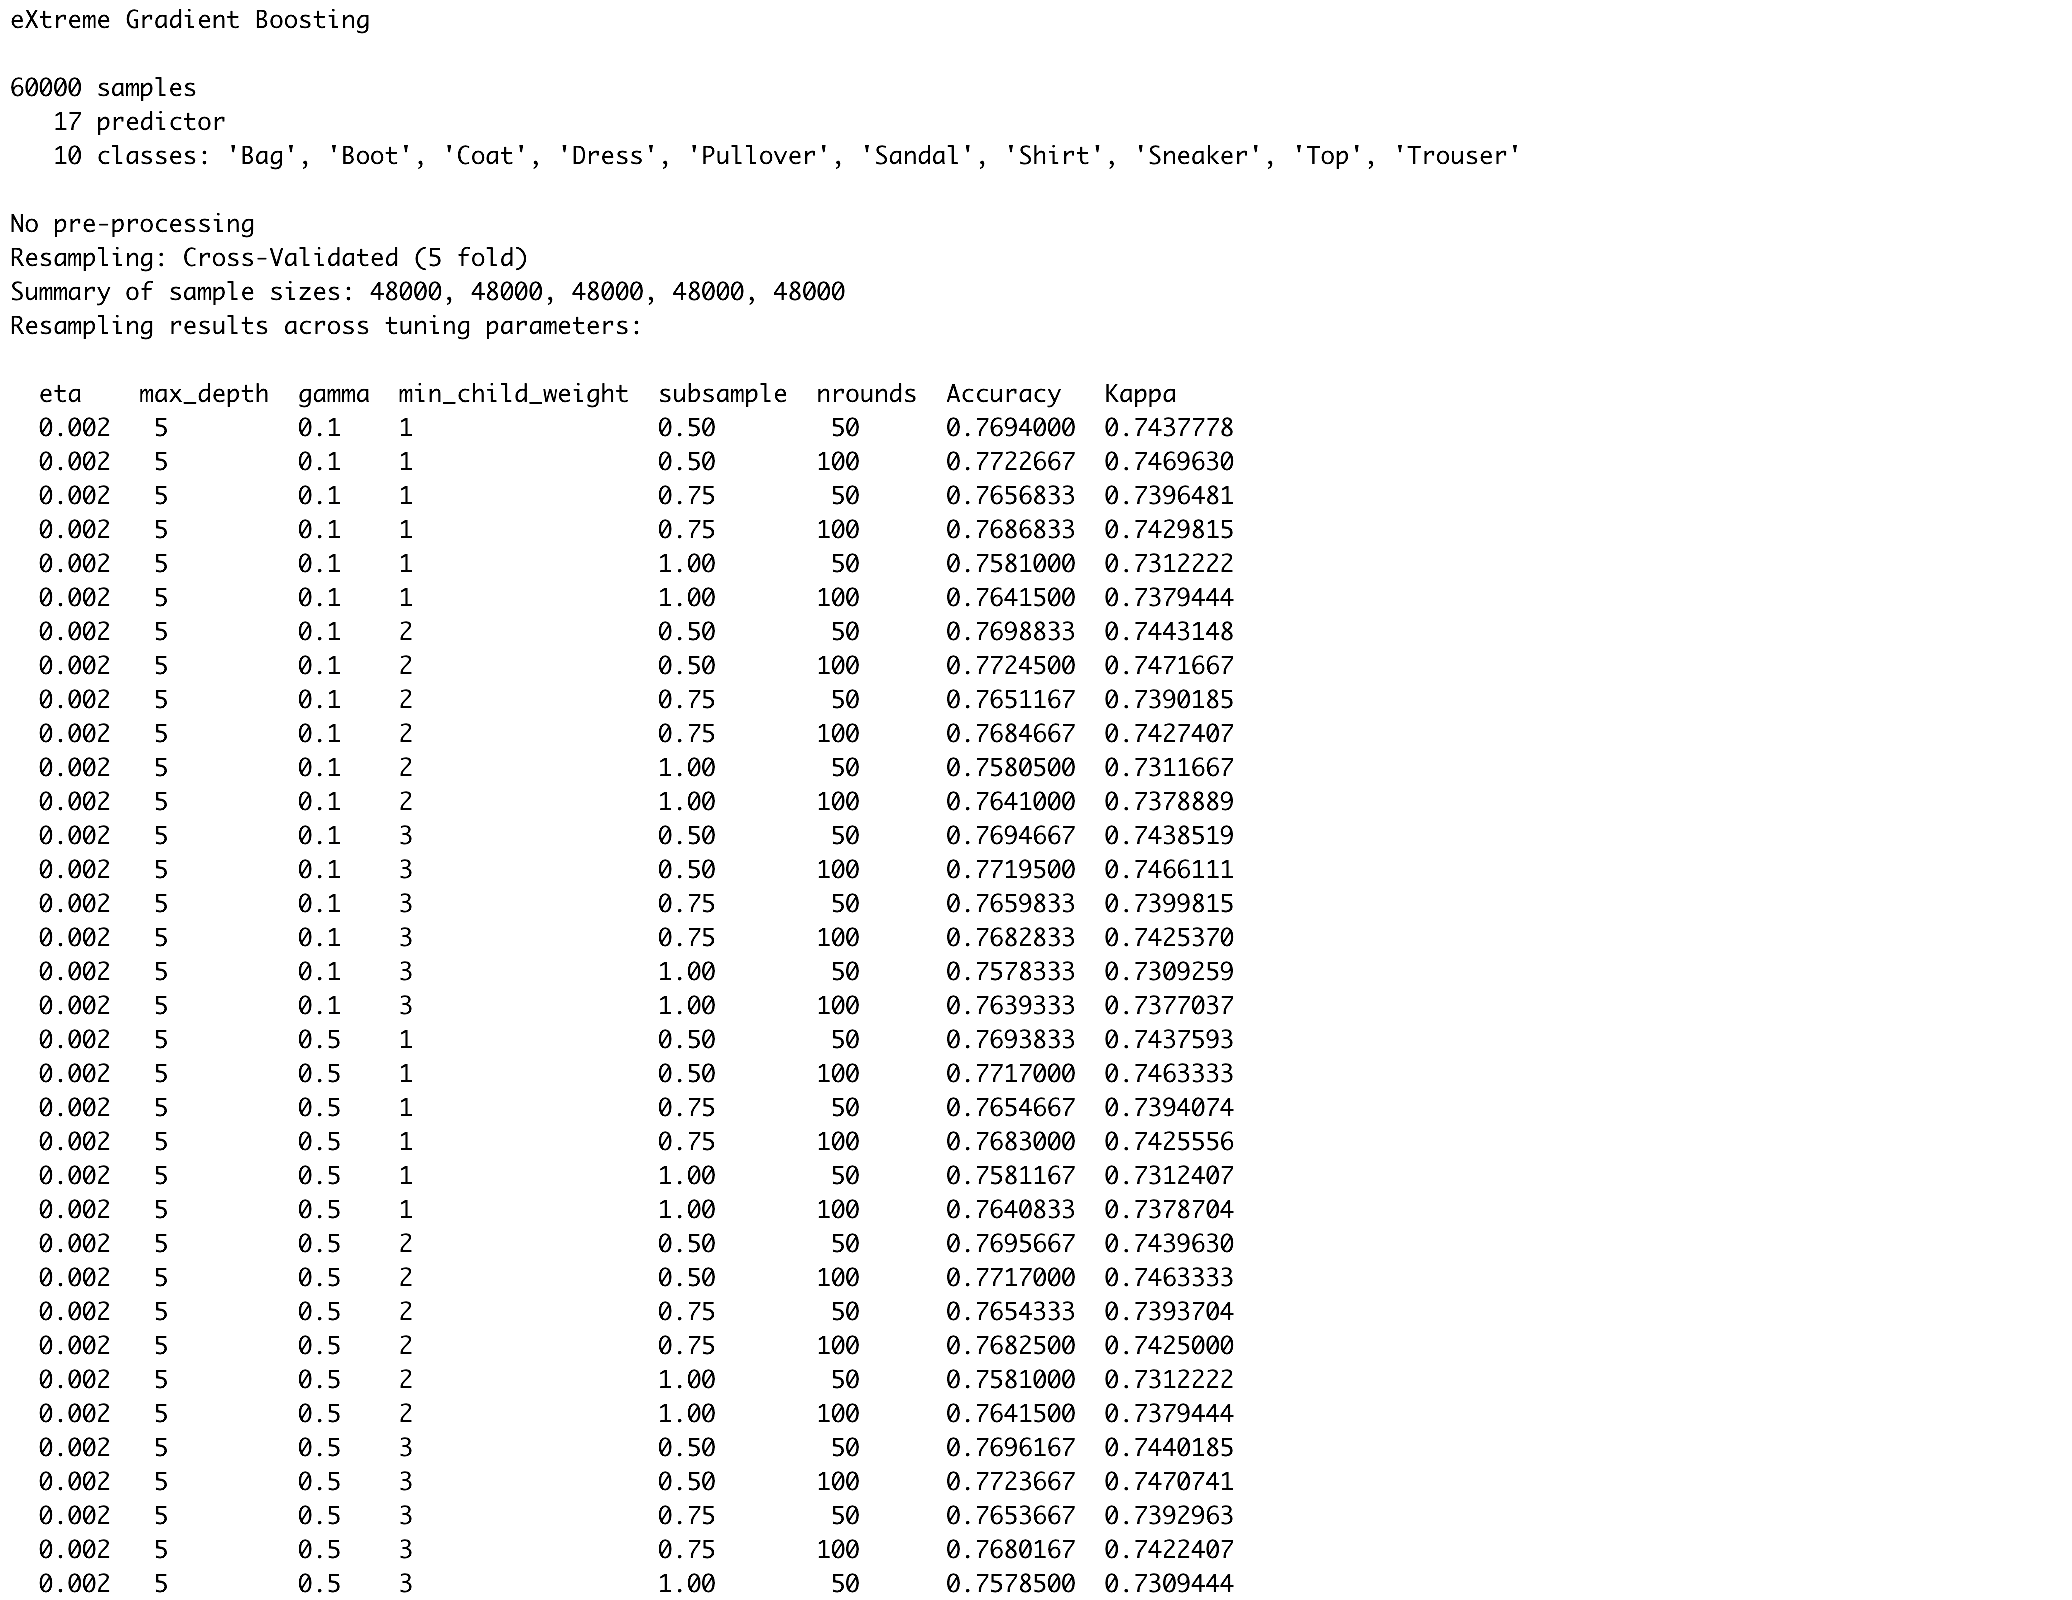 eXtreme Gradient Boosting
60000 samples
17 predictor
10 classes: 'Bag', 'Boot', 'Coat', 'Dress', 'Pullover', 'Sandal', 'Shirt', 'Sneaker', 'Top', 'Trouser'
No pre-processing
Resampling: Cross-Validated (5 fold)
Summary of sample sizes: 48000, 48000, 48000, 48000, 48000
Resampling results across tuning parameters:
eta max_depth gamma min_child_weight subsample nrounds Accuracy Kappa
0.002 5 0.1 1 0.50 50 0.7694000 0.7437778
0.002 5 0.1 1 0.50 100 0.7722667 0.7469630
0.002 5 0.1 1 0.75 50 0.7656833 0.7396481
0.002 5 0.1 1 0.75 100 0.7686833 0.7429815
0.002 5 0.1 1 1.00 50 0.7581000 0.7312222
0.002 5 0.1 1 1.00 100 0.7641500 0.7379444
0.002 5 0.1 2 0.50 50 0.7698833 0.7443148
0.002 5 0.1 2 0.50 100 0.7724500 0.7471667
0.002 5 0.1 2 0.75 50 0.7651167 0.7390185
0.002 5 0.1 2 0.75 100 0.7684667 0.7427407
0.002 5 0.1 2 1.00 50 0.7580500 0.7311667
0.002 5 0.1 2 1.00 100 0.7641000 0.7378889
0.002 5 0.1 3 0.50 50 0.7694667 0.7438519
0.002 5 0.1 3 0.50 100 0.7719500 0.7466111
0.002 5 0.1 3 0.75 50 0.7659833 0.7399815
0.002 5 0.1 3 0.75 100 0.7682833 0.7425370
0.002 5 0.1 3 1.00 50 0.7578333 0.7309259
0.002 5 0.1 3 1.00 100 0.7639333 0.7377037
0.002 5 0.5 1 0.50 50 0.7693833 0.7437593
0.002 5 0.5 1 0.50 100 0.7717000 0.7463333
0.002 5 0.5 1 0.75 50 0.7654667 0.7394074
0.002 5 0.5 1 0.75 100 0.7683000 0.7425556
0.002 5 0.5 1 1.00 50 0.7581167 0.7312407
0.002 5 0.5 1 1.00 100 0.7640833 0.7378704
0.002 5 0.5 2 0.50 50 0.7695667 0.7439630
0.002 5 0.5 2 0.50 100 0.7717000 0.7463333
0.002 5 0.5 2 0.75 50 0.7654333 0.7393704
0.002 5 0.5 2 0.75 100 0.7682500 0.7425000
0.002 5 0.5 2 1.00 50 0.7581000 0.7312222
0.002 5 0.5 2 1.00 100 0.7641500 0.7379444
0.002 5 0.5 3 0.50 50 0.7696167 0.7440185
0.002 5 0.5 3 0.50 100 0.7723667 0.7470741
0.002 5 0.5 3 0.75 50 0.7653667 0.7392963
0.002 5 0.5 3 0.75 100 0.7680167 0.7422407
0.002 5 0.5 3 1.00 50 0.7578500 0.7309444